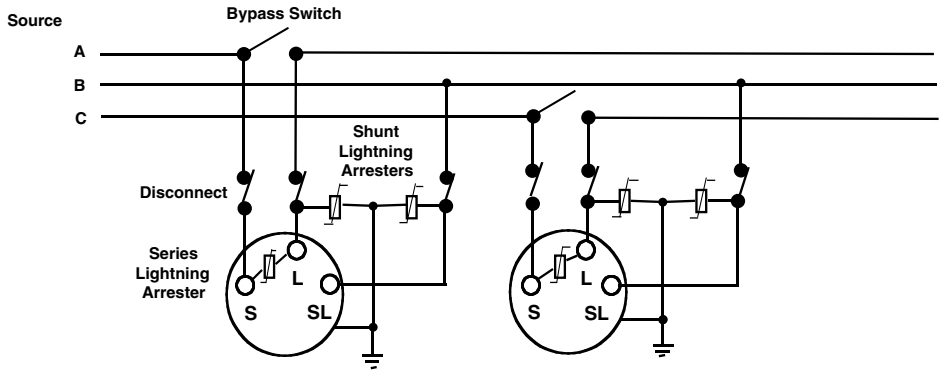 Bypass Switch
Source
A
B
C
Shunt
Lightning
Arresters
Disconnect
Series
Lightning
Arrester
L
S
SL
L
S
SL